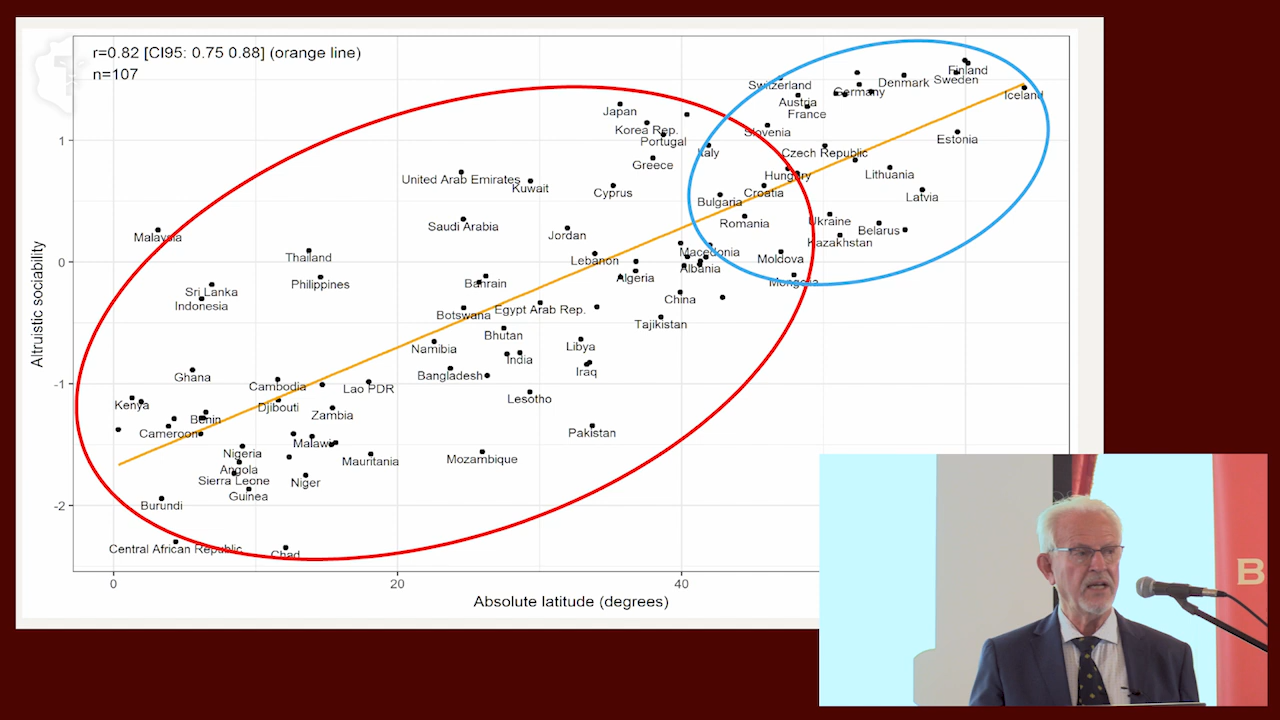 r=0.82 [CI95: 0.75 0.88] (orange line)
n=107
Finland
Sweden
Switzerland
Denmark
Germany
Iceland
Austria
France
Japan
Korea Rep.
Slovenia
Portugal
Estonia
1
Italy
Czech Republic
Greece
Hungary
Lithuania
United Arab Emirates
Kuwait
Cyprus
Croatia
Latvia
Bulgaria
Saudi Arabia
Romania
Ukraine
Belarus
Malaysia
Jordan
Kazakhstan
Macedonia
Thailand
Lebanon
Moldova
0
Albania
Algeria
Philippines
Bahrain
Mongolia
Sri Lanka
Indonesia
China
Botswana
Egypt Arab Rep.
Tajikistan
Bhutan
Namibia
Libya
India
Iraq
Ghana
Bangladesh
-1
Cambodia
Lao PDR
Lesotho
Kenya
Djibouti
Zambia
Benin
Cameroon
Pakistan
Malawi
Nigeria
Mauritania
Mozambique
Angola
Sierra Leone
Niger
Guinea
-2
Burundi
Central African Republic
Chad
Altruistic sociability
0
20
40
Absolute latitude (degrees)
B